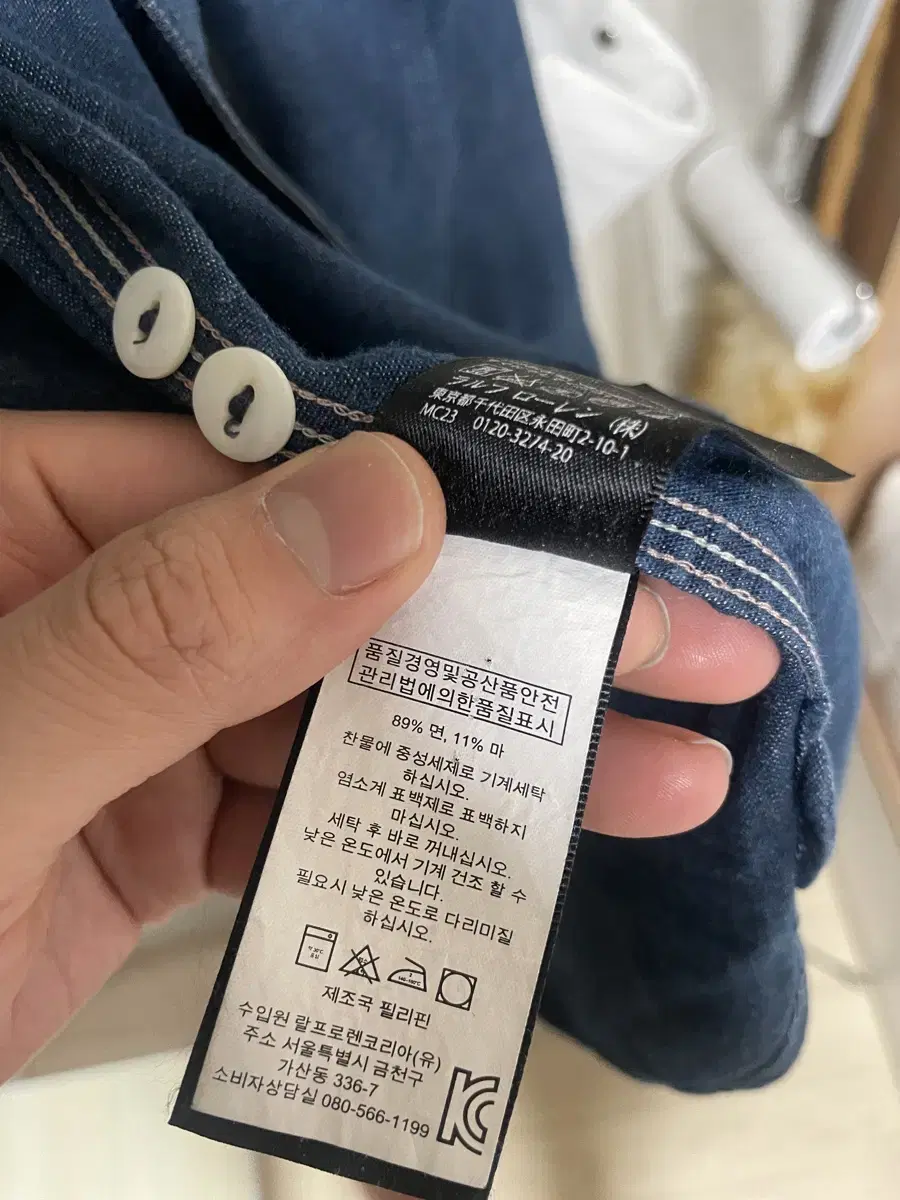 ラルフ ローレン (株)
東京都千代田区永田町2-10-1
MC23 0120-3274-20
품질경영및공산품안전
관리법에의한품질표시
89% 면, 11% 마
찬물에 중성세제로 기계세탁
하십시오.
염소계 표백제로 표백하지
마십시오.
세탁 후 바로 꺼내십시오.
낮은 온도에서 기계 건조 할 수
있습니다.
필요시 낮은 온도로 다리미질
하십시오.
제조국 필리핀
수입원 랄프로렌코리아(유)
주소 서울특별시 금천구
가산동 336-7
소비자상담실 080-566-1199